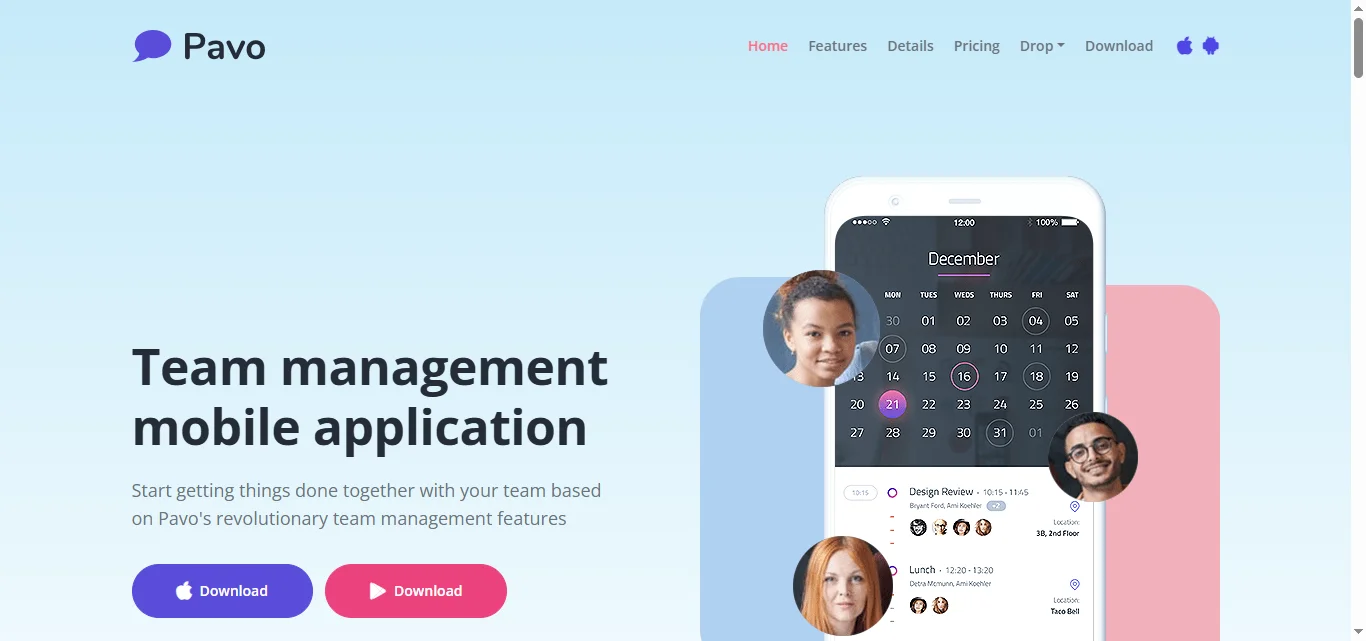 Pavo
Home Features Details Pricing Drop Download
12:00 100%
December
MON TUES WEDS THURS FRI SAT
30 01 02 03 04 05
07 08 09 10 11 12
13 14 15 16 17 18 19
20 21 22 23 24 25 26
27 28 29 30 31 01
Team management
mobile application
Start getting things done together with your team based
on Pavo's revolutionary team management features
Download Download
10:15 Design Review • 10:15 - 11:45
Bryant Ford, Ami Koehler +2
Location:
3B, 2nd Floor
Lunch • 12:20 - 13:20
Detra Mcmunn, Ami Koehler
Location:
Taco Bell